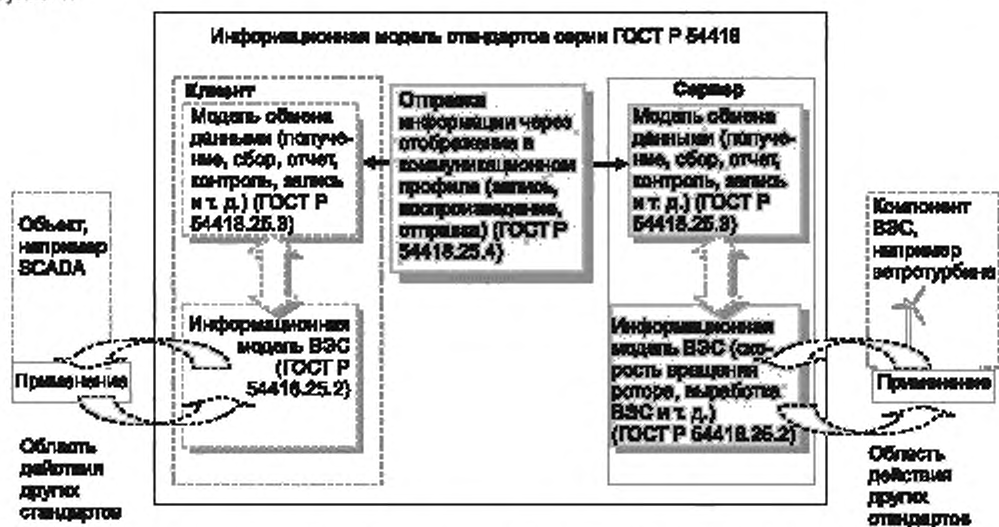 Информационная модель стандартов серии ГОСТ Р 54418
Клиент
Модель обмена
данными (получе-
ние, сбор, отчет,
контроль, запись
и т. д.) (ГОСТ Р
54418.25.3)
Отправка
информации через
отображение в
коммуникационном
профиле (запись,
воспроизведение,
отправка) (ГОСТ Р
54418.25.4)
Сервер
Модель обмена
данными (получе-
ние, сбор, отчет,
контроль, запись
и т. д.) (ГОСТ Р
54418.25.3)
Объект,
например
SCADA
Компонент
ВЭС,
например
ветротурбина
Информационная
модель ВЭС
(ГОСТ Р
54418.25.2)
Информационная
модель ВЭС (ско-
рость вращения
ротора, выработка
ВЭС и т. д.)
(ГОСТ Р 54418.25.2)
Применение
Применение
Область
действия
других
стандартов
Область
действия
других
стандартов